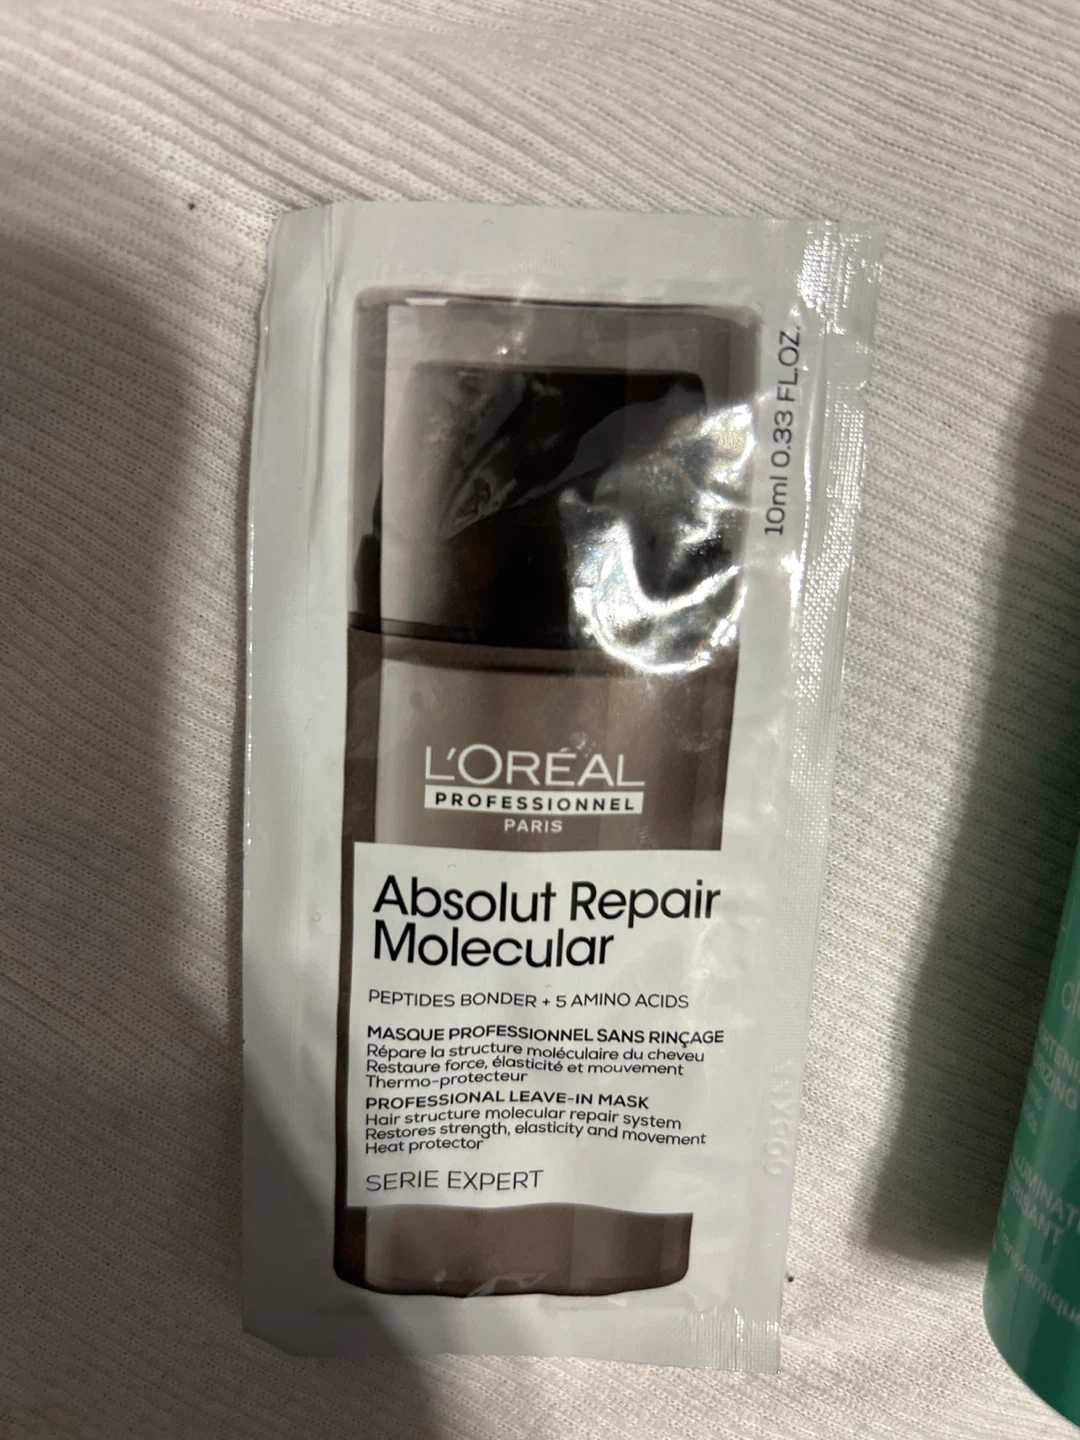 10ml 0.33 FL.OZ.
L'ORÉAL
PROFESSIONNEL
PARIS
Absolut Repair
Molecular
PEPTIDES BONDER + 5 AMINO ACIDS
MASQUE PROFESSIONNEL SANS RINÇAGE
Répare la structure moléculaire du cheveu
Restaure force, élasticité et mouvement
Thermo-protecteur
PROFESSIONAL LEAVE-IN MASK
Hair structure molecular repair system
Restores strength, elasticity and movement
Heat protector
SERIE EXPERT